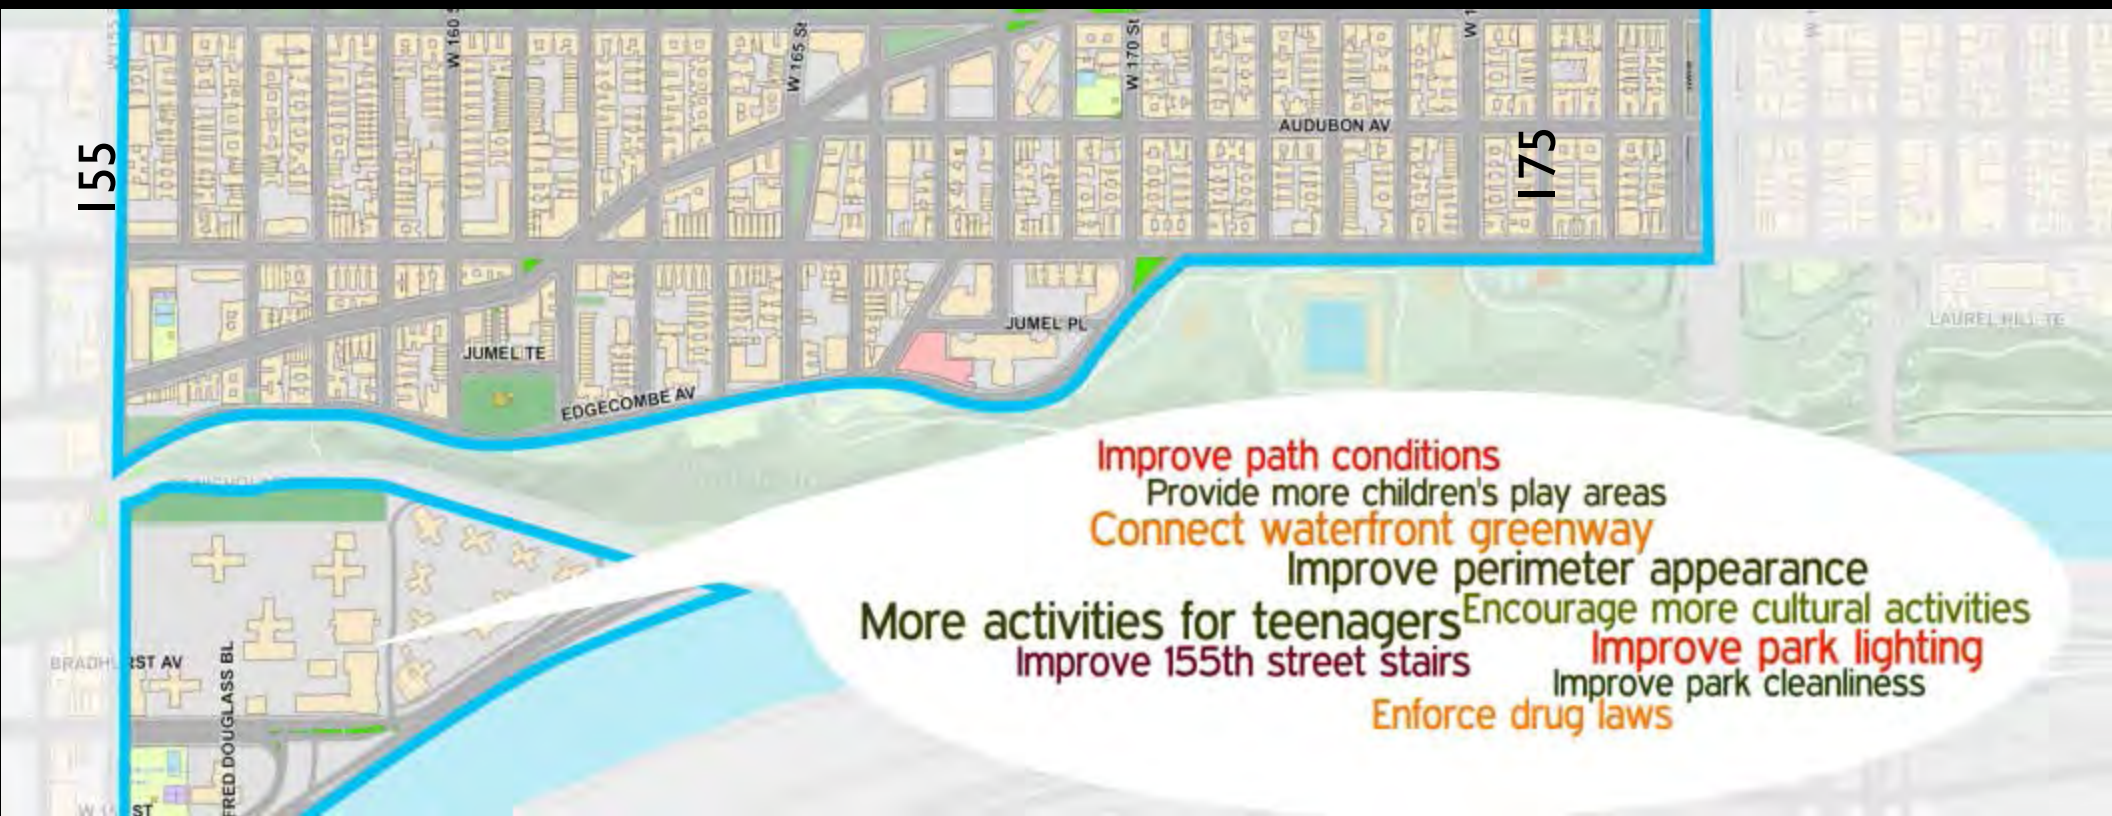 W 160 S
W 165 St
W 170 St
W 1
155
AUDUBON AV
175
JUMEL PL
LAUREL HILL TE
JUMEL TE
EDGECOMBE AV
Improve path conditions
Provide more children's play areas
Connect waterfront greenway
Improve perimeter appearance
More activities for teenagers
Encourage more cultural activities
Improve 155th street stairs
Improve park lighting
Improve park cleanliness
Enforce drug laws
BRADHURST AV
FRED DOUGLASS BL
ST